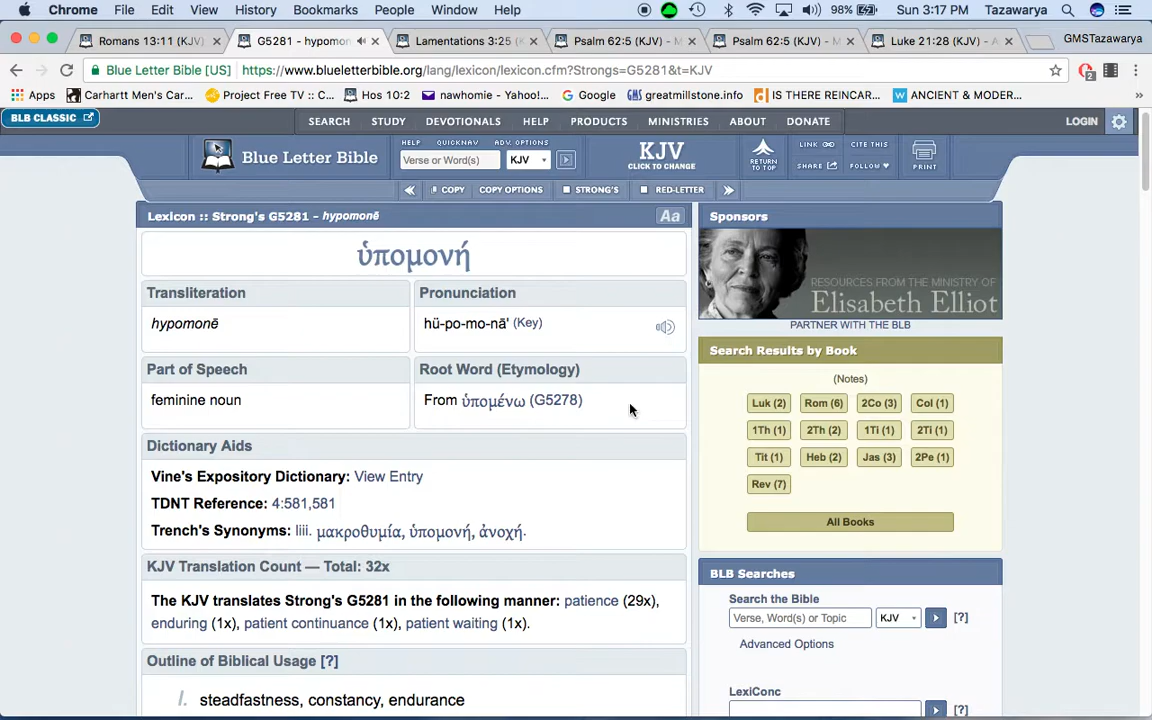 Chrome File Edit View History Bookmarks People Window Help 98% Sun 3:17 PM Tazawarya
Romans 13:11 (KJV) G5281 - hypomon Lamentations 3:25 ( Psalm 62:5 (KJV) - M Psalm 62:5 (KJV) - M Luke 21:28 (KJV) - A GMSTazawarya
Blue Letter Bible [US] https://www.blueletterbible.org/lang/lexicon/lexicon.cfm?Strongs=G5281&t=KJV
Apps Carhartt Men's Car... Project Free TV :: C... Hos 10:2 nawhomie - Yahoo!... Google greatmillstone.info IS THERE REINCAR... ANCIENT & MODER... »
BLB CLASSIC SEARCH STUDY DEVOTIONALS HELP PRODUCTS MINISTRIES ABOUT DONATE LOGIN
HELP QUICKNAV ADV. OPTIONS
Blue Letter Bible Verse or Word(s) KJV KJV CLICK TO CHANGE RETURN TO TOP LINK CITE THIS SHARE FOLLOW PRINT
COPY COPY OPTIONS STRONG'S RED-LETTER
Lexicon :: Strong's G5281 - hypomonē Aa
ὑπομονή
Transliteration
hypomonē
Pronunciation
hü-po-mo-nā' (Key)
Part of Speech
feminine noun
Root Word (Etymology)
From ὑπομένω (G5278)
Dictionary Aids
Vine's Expository Dictionary: View Entry
TDNT Reference: 4:581,581
Trench's Synonyms: liii. μακροθυμία, ὑπομονή, ἀνοχή.
KJV Translation Count — Total: 32x
The KJV translates Strong's G5281 in the following manner: patience (29x),
enduring (1x), patient continuance (1x), patient waiting (1x).
Outline of Biblical Usage [?]
I. steadfastness, constancy, endurance
Sponsors
RESOURCES FROM THE MINISTRY OF
Elisabeth Elliot
PARTNER WITH THE BLB
Search Results by Book
(Notes)
Luk (2) Rom (6) 2Co (3) Col (1)
1Th (1) 2Th (2) 1Ti (1) 2Ti (1)
Tit (1) Heb (2) Jas (3) 2Pe (1)
Rev (7)
All Books
BLB Searches
Search the Bible
Verse, Word(s) or Topic KJV [?]
Advanced Options
LexiConc
[?]